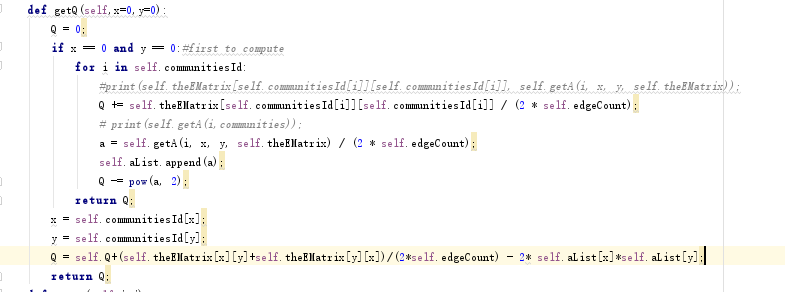 def getQ(self,x=0,y=0):
Q = 0;
if x == 0 and y == 0:#first to compute
for i in self.communitiesId:
#print(self.theEMatrix[self.communitiesId[i]][self.communitiesId[i]], self.getA(i, x, y, self.theEMatrix));
Q += self.theEMatrix[self.communitiesId[i]][self.communitiesId[i]] / (2 * self.edgeCount);
# print(self.getA(i,communities));
a = self.getA(i, x, y, self.theEMatrix) / (2 * self.edgeCount);
self.aList.append(a);
Q -= pow(a, 2);
return Q;
x = self.communitiesId[x];
y = self.communitiesId[y];
Q = self.Q+(self.theEMatrix[x][y]+self.theEMatrix[y][x])/(2*self.edgeCount) - 2* self.aList[x]*self.aList[y];
return Q;